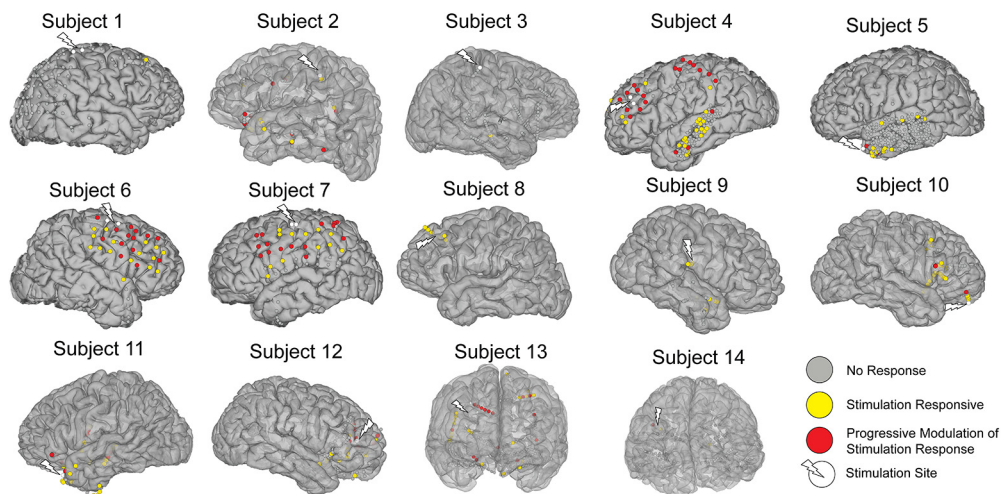 Subject 1
Subject 2
Subject 3
Subject 4
Subject 5
Subject 6
Subject 7
Subject 8
Subject 9
Subject 10
Subject 11
Subject 12
Subject 13
Subject 14
No Response
Stimulation Responsive
Progressive Modulation of
Stimulation Response
Stimulation Site